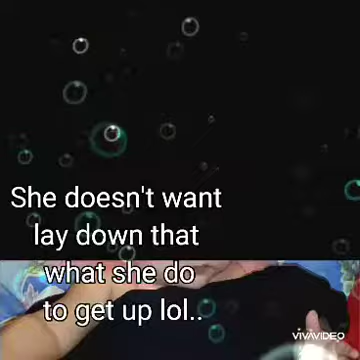 She doesn't want
lay down that
what she do
to get up lol..
VIVAVIDEO